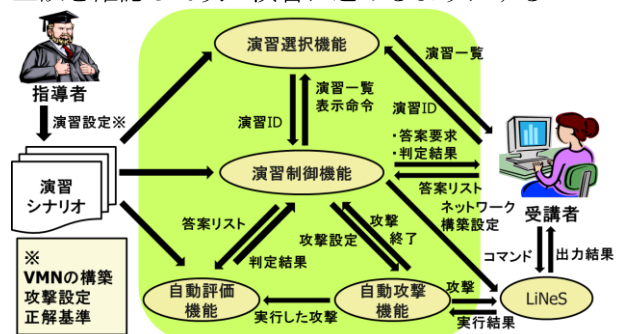 演習選択機能
演習一覧
指導者
演習設定※
演習ID
演習一覧
表示命令
演習ID
・答案要求
・判定結果
演習
シナリオ
演習制御機能
答案リスト
ネットワーク
構築設定
受講者
答案リスト
判定結果
攻撃設定
攻撃
終了
コマンド
出力結果
※
VMNの構築
攻撃設定
正解基準
自動評価
機能
実行した攻撃
自動攻撃
機能
攻撃
実行結果
LiNeS